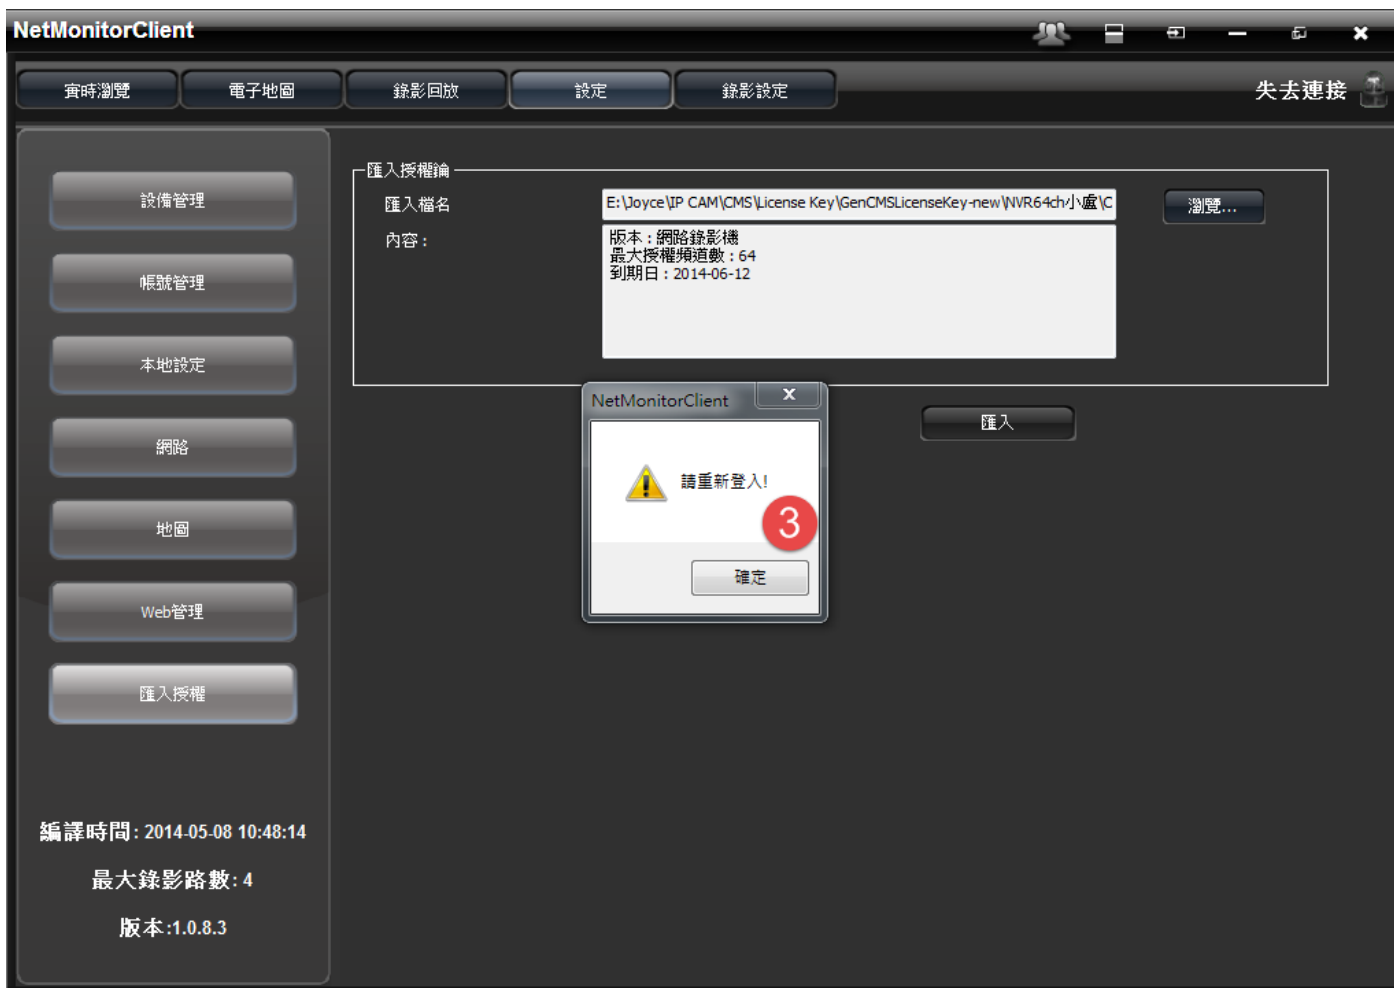 NetMonitorClient
實時瀏覽
電子地圖
錄影回放
設定
錄影設定
失去連接
設備管理
帳號管理
本地設定
網路
地圖
Web管理
匯入授權
編譯時間: 2014-05-08 10:48:14
最大錄影路數: 4
版本:1.0.8.3
匯入授權鑰
匯入檔名
E:\Joyce\IP CAM\CMS\License Key\GenCMSLicenseKey-new\NVR64ch小盧\C
瀏覽...
內容 :
版本 : 網路錄影機
最大授權頻道數 : 64
到期日 : 2014-06-12
匯入
NetMonitorClient
請重新登入!
3
確定